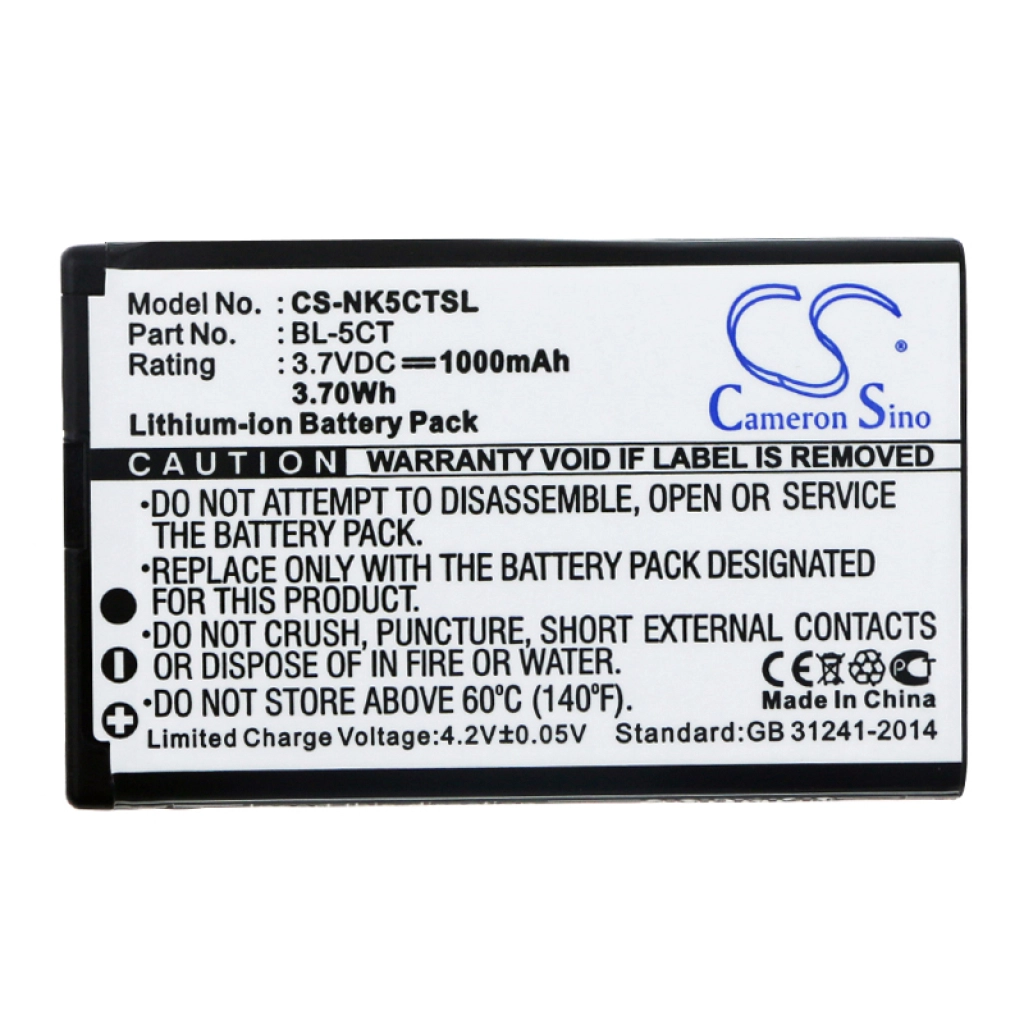 Model No. : CS-NK5CTSL
Part No. : BL-5CT
Rating : 3.7VDC ⎓ 1000mAh
3.70Wh
Lithium-ion Battery Pack
CS ®
Cameron Sino
CAUTION WARRANTY VOID IF LABEL IS REMOVED
•DO NOT ATTEMPT TO DISASSEMBLE, OPEN OR SERVICE
THE BATTERY PACK.
•REPLACE ONLY WITH THE BATTERY PACK DESIGNATED
FOR THIS PRODUCT.
•DO NOT CRUSH, PUNCTURE, SHORT EXTERNAL CONTACTS
OR DISPOSE OF IN FIRE OR WATER.
CE PCT
•DO NOT STORE ABOVE 60°C (140°F).
Made In China
Limited Charge Voltage:4.2V±0.05V Standard:GB 31241-2014